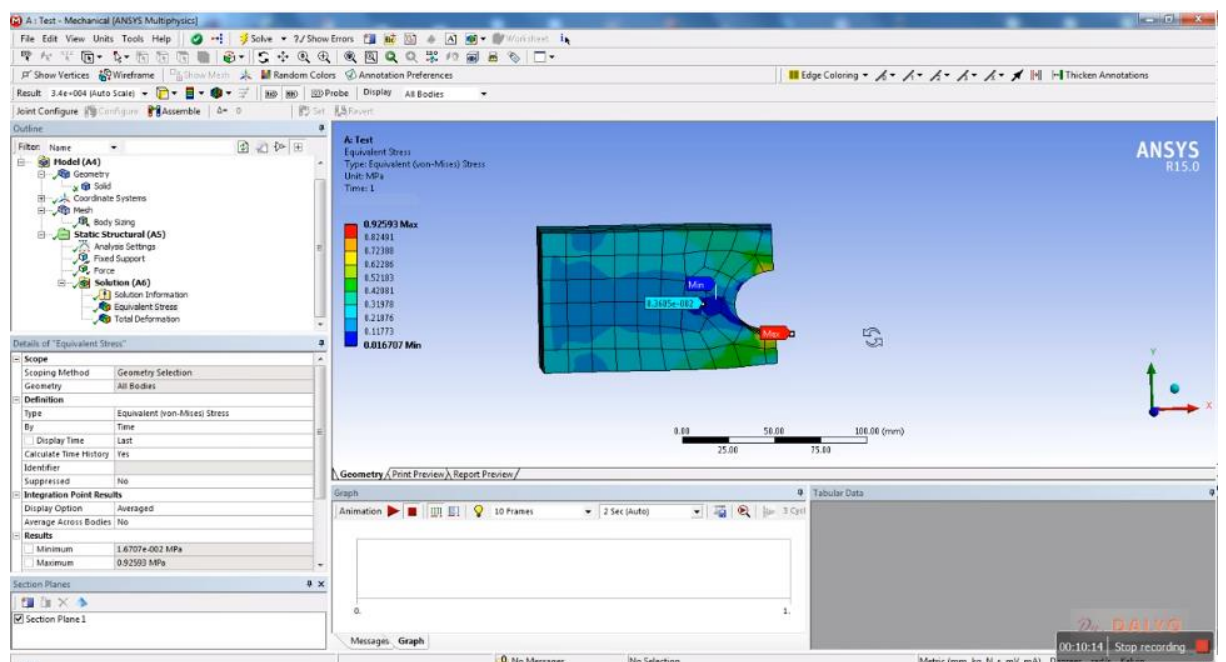 A : Test - Mechanical [ANSYS Multiphysics]
File Edit View Units Tools Help Solve ?/Show Errors Worksheet
Show Vertices Wireframe Show Mesh Random Colors Annotation Preferences Edge Coloring Thicken Annotations
Result 3.4e+004 (Auto Scale) Probe Display All Bodies
Joint Configure Configure Assemble Δ= 0 Set Revert
Outline
Filter: Name
Model (A4)
Geometry
Solid
Coordinate Systems
Mesh
Body Sizing
Static Structural (A5)
Analysis Settings
Fixed Support
Force
Solution (A6)
Solution Information
Equivalent Stress
Total Deformation
Details of "Equivalent Stress"
Scope
Scoping Method Geometry Selection
Geometry All Bodies
Definition
Type Equivalent (von-Mises) Stress
By Time
Display Time Last
Calculate Time History Yes
Identifier
Suppressed No
Integration Point Results
Display Option Averaged
Average Across Bodies No
Results
Minimum 1.6707e-002 MPa
Maximum 0.92593 MPa
Section Planes
Section Plane 1
A: Test
Equivalent Stress
Type: Equivalent (von-Mises) Stress
Unit: MPa
Time: 1
0.92593 Max
0.82491
0.72388
0.62286
0.52183
0.42081
0.31978
0.21876
0.11773
0.016707 Min
Min
Max
ANSYS
R15.0
Y
X
0.00 50.00 100.00 (mm)
25.00 75.00
Geometry Print Preview Report Preview
Graph
Animation 10 Frames 2 Sec (Auto) 3 Cycl
0. 1.
Messages Graph
Tabular Data
Dr. DALYO
00:10:14 Stop recording
No Messages No Selection